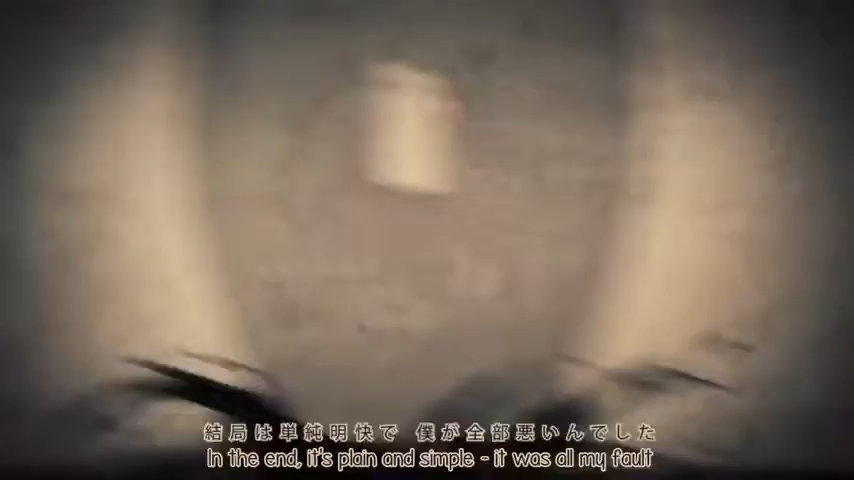 結局は単純明快で 僕が全部悪いんでした
In the end, it's plain and simple - it was all my fault